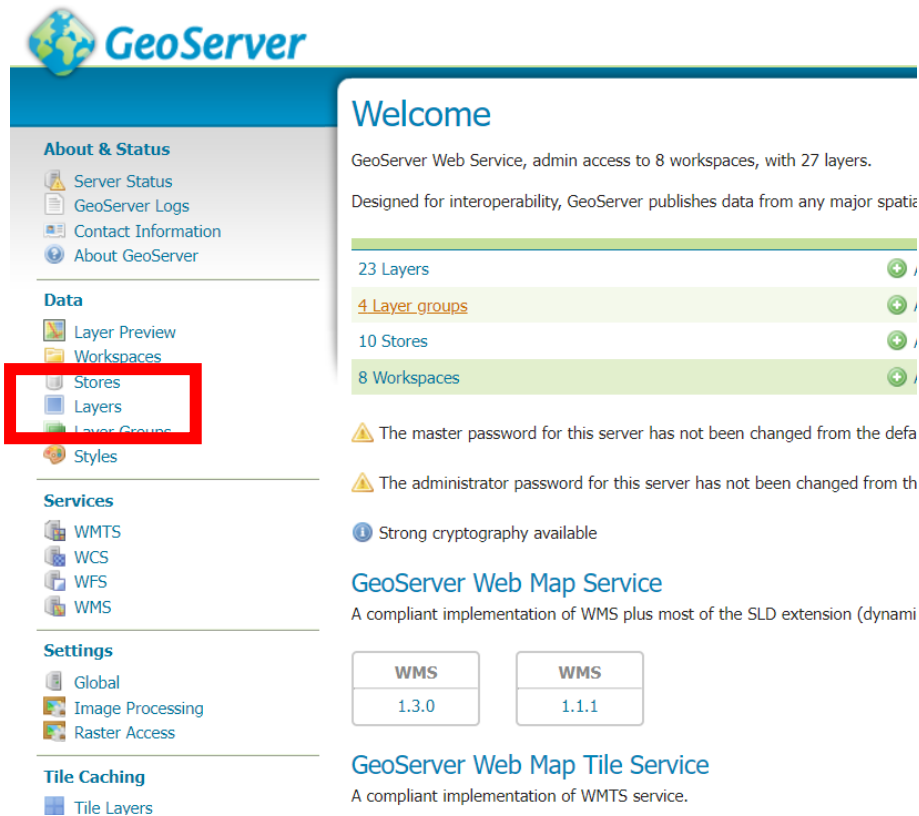 GeoServer
Welcome
About & Status
Server Status
GeoServer Logs
Contact Information
About GeoServer
Data
Layer Preview
Workspaces
Stores
Layers
Layer Groups
Styles
Services
WMTS
WCS
WFS
WMS
Settings
Global
Image Processing
Raster Access
Tile Caching
Tile Layers
GeoServer Web Service, admin access to 8 workspaces, with 27 layers.
Designed for interoperability, GeoServer publishes data from any major
23 Layers
4 Layer groups
10 Stores
8 Workspaces
The master password for this server has not been changed from the
The administrator password for this server has not been changed from
Strong cryptography available
GeoServer Web Map Service
A compliant implementation of WMS plus most of the SLD extension
WMS
1.3.0
WMS
1.1.1
GeoServer Web Map Tile Service
A compliant implementation of WMTS service.